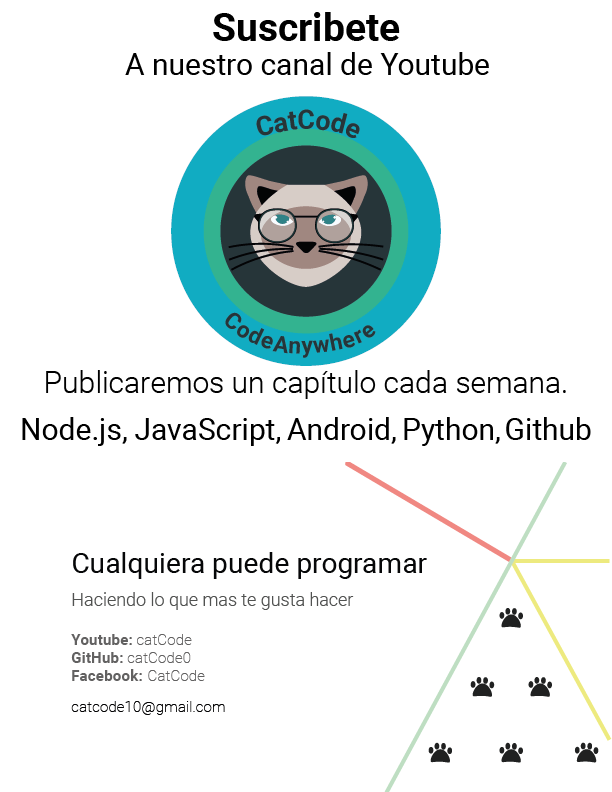 Suscribete
A nuestro canal de Youtube
CatCode
CodeAnywhere
Publicaremos un capítulo cada semana.
Node.js, JavaScript, Android, Python, Github
Cualquiera puede programar
Haciendo lo que mas te gusta hacer
Youtube: catCode
GitHub: catCode0
Facebook: CatCode
catcode10@gmail.com